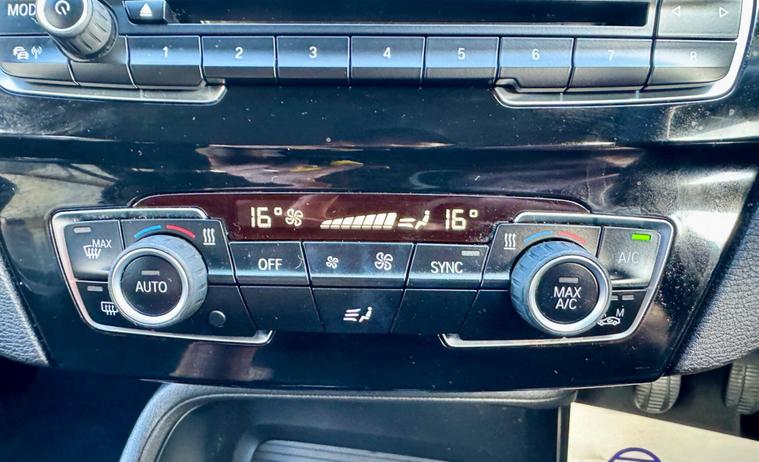 MODE
1 2 3 4 5 6 7 8
16° 16°
MAX OFF SYNC A/C
AUTO MAX
A/C
M